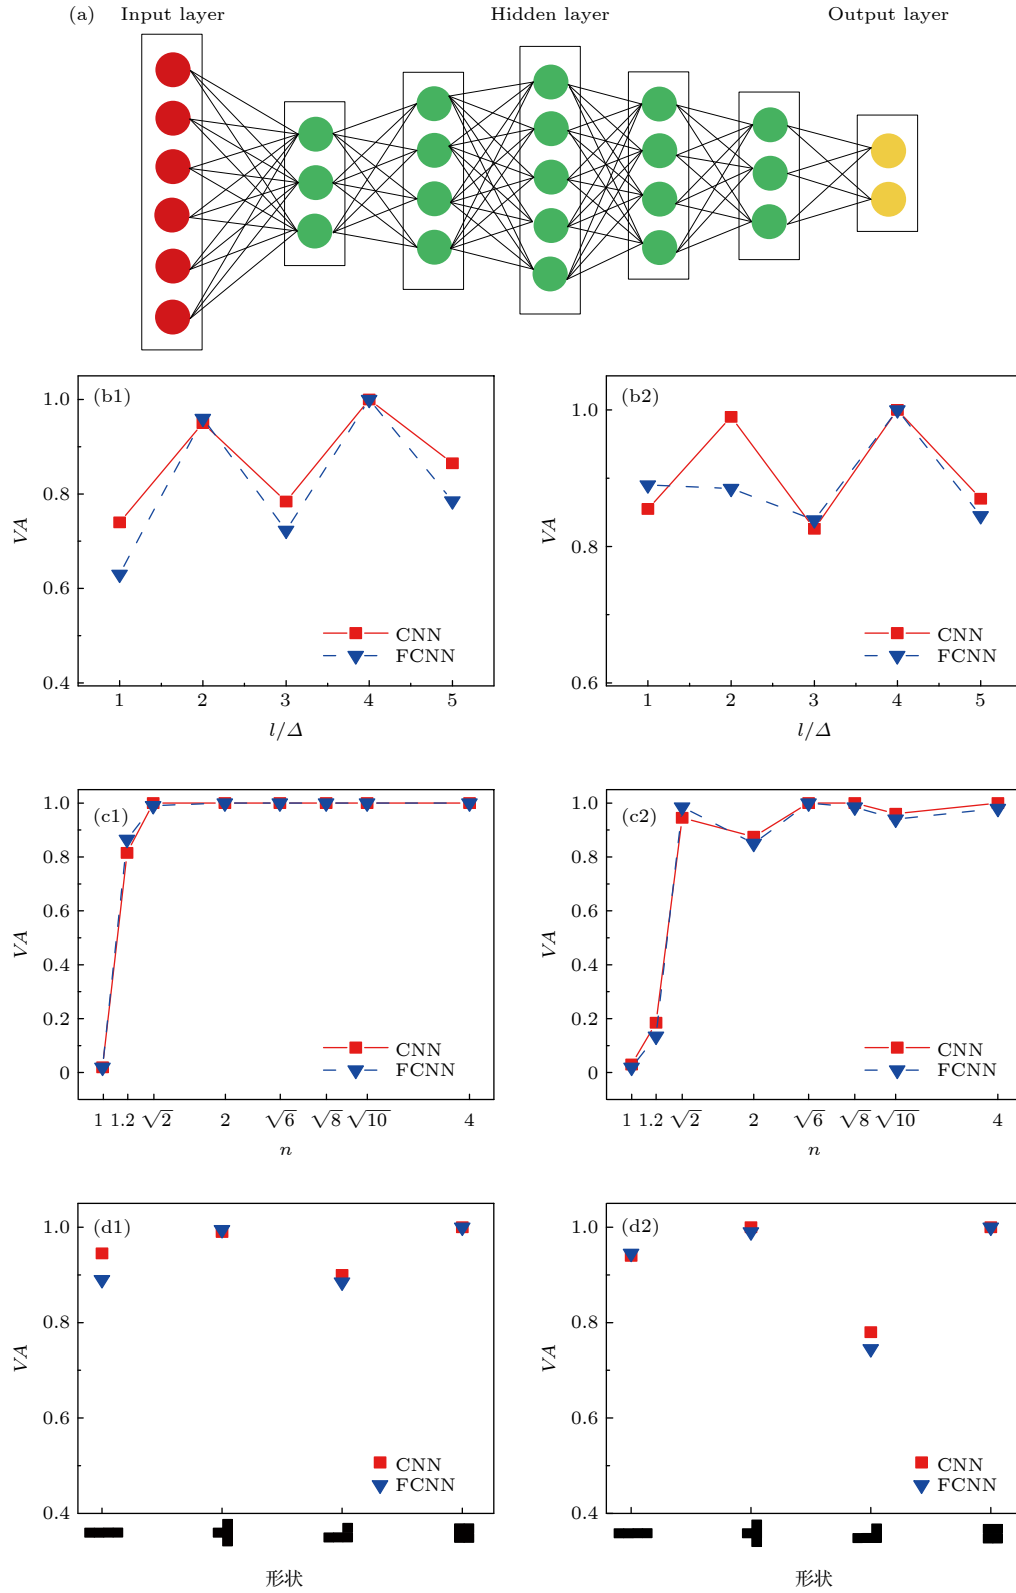 (a) Input layer Hidden layer Output layer
(b1)
1.0
0.8
0.6
0.4
VA
CNN
FCNN
1 2 3 4 5
l/Δ
(b2)
1.0
0.8
0.6
VA
CNN
FCNN
1 2 3 4 5
l/Δ
(c1)
1.0
0.8
0.6
0.4
0.2
0
VA
CNN
FCNN
1 1.2 √2 2 √6 √8 √10 4
n
(c2)
1.0
0.8
0.6
0.4
0.2
0
VA
CNN
FCNN
1 1.2 √2 2 √6 √8 √10 4
n
(d1)
1.0
0.8
0.6
0.4
VA
CNN
FCNN
形状
(d2)
1.0
0.8
0.6
0.4
VA
CNN
FCNN
形状